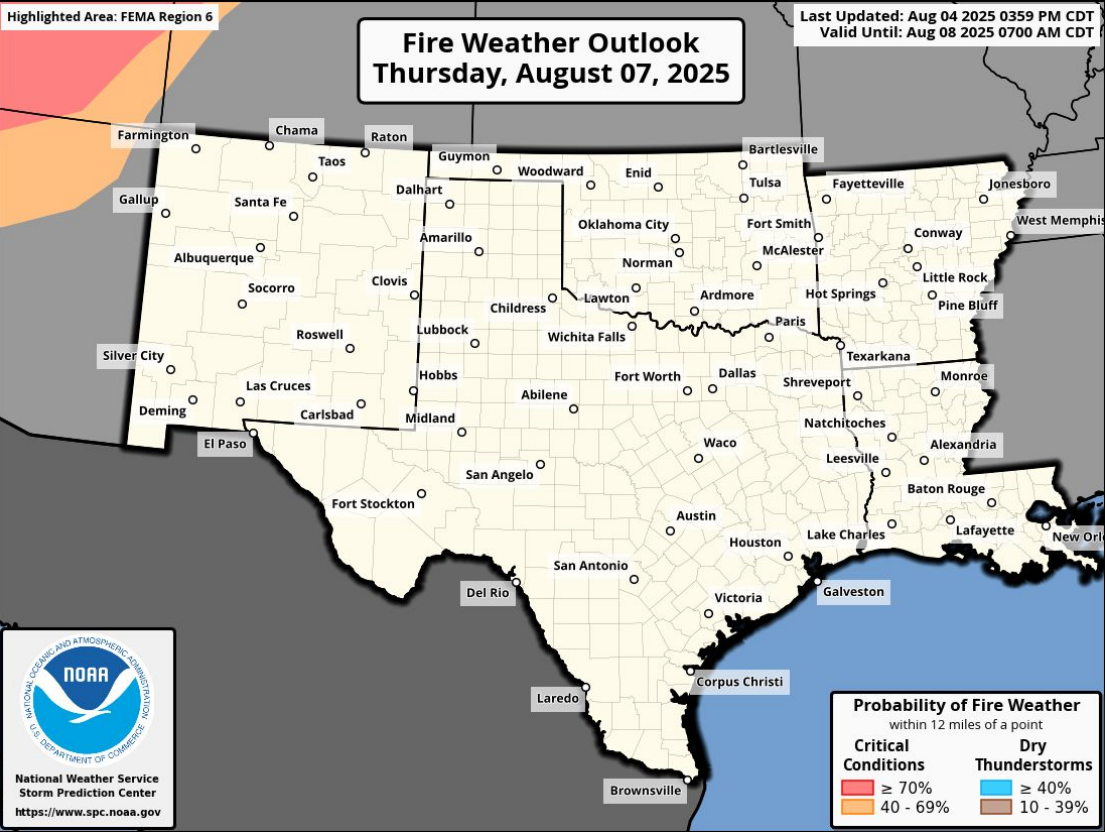 Highlighted Area: FEMA Region 6
Fire Weather Outlook
Thursday, August 07, 2025
Last Updated: Aug 04 2025 0359 PM CDT
Valid Until: Aug 08 2025 0700 AM CDT
Farmington
Chama
Raton
Taos
Guymon
Woodward
Enid
Bartlesville
Tulsa
Fayetteville
Jonesboro
Dalhart
Gallup
Santa Fe
West Memphis
Oklahoma City
Fort Smith
Conway
Amarillo
Albuquerque
Norman
McAlester
Little Rock
Socorro
Clovis
Childress
Lawton
Ardmore
Hot Springs
Pine Bluff
Roswell
Lubbock
Wichita Falls
Paris
Texarkana
Silver City
Hobbs
Fort Worth
Dallas
Shreveport
Monroe
Las Cruces
Deming
Carlsbad
Abilene
Midland
Natchitoches
El Paso
Waco
Alexandria
Leesville
San Angelo
Fort Stockton
Baton Rouge
Austin
Houston
Lake Charles
Lafayette
New Orl
San Antonio
Del Rio
Victoria
Galveston
Laredo
Corpus Christi
Brownsville
NATIONAL OCEANIC AND ATMOSPHERIC ADMINISTRATION
NOAA
U.S. DEPARTMENT OF COMMERCE
National Weather Service
Storm Prediction Center
https://www.spc.noaa.gov
Probability of Fire Weather
within 12 miles of a point
Critical Conditions
≥ 70%
40 - 69%
Dry Thunderstorms
≥ 40%
10 - 39%